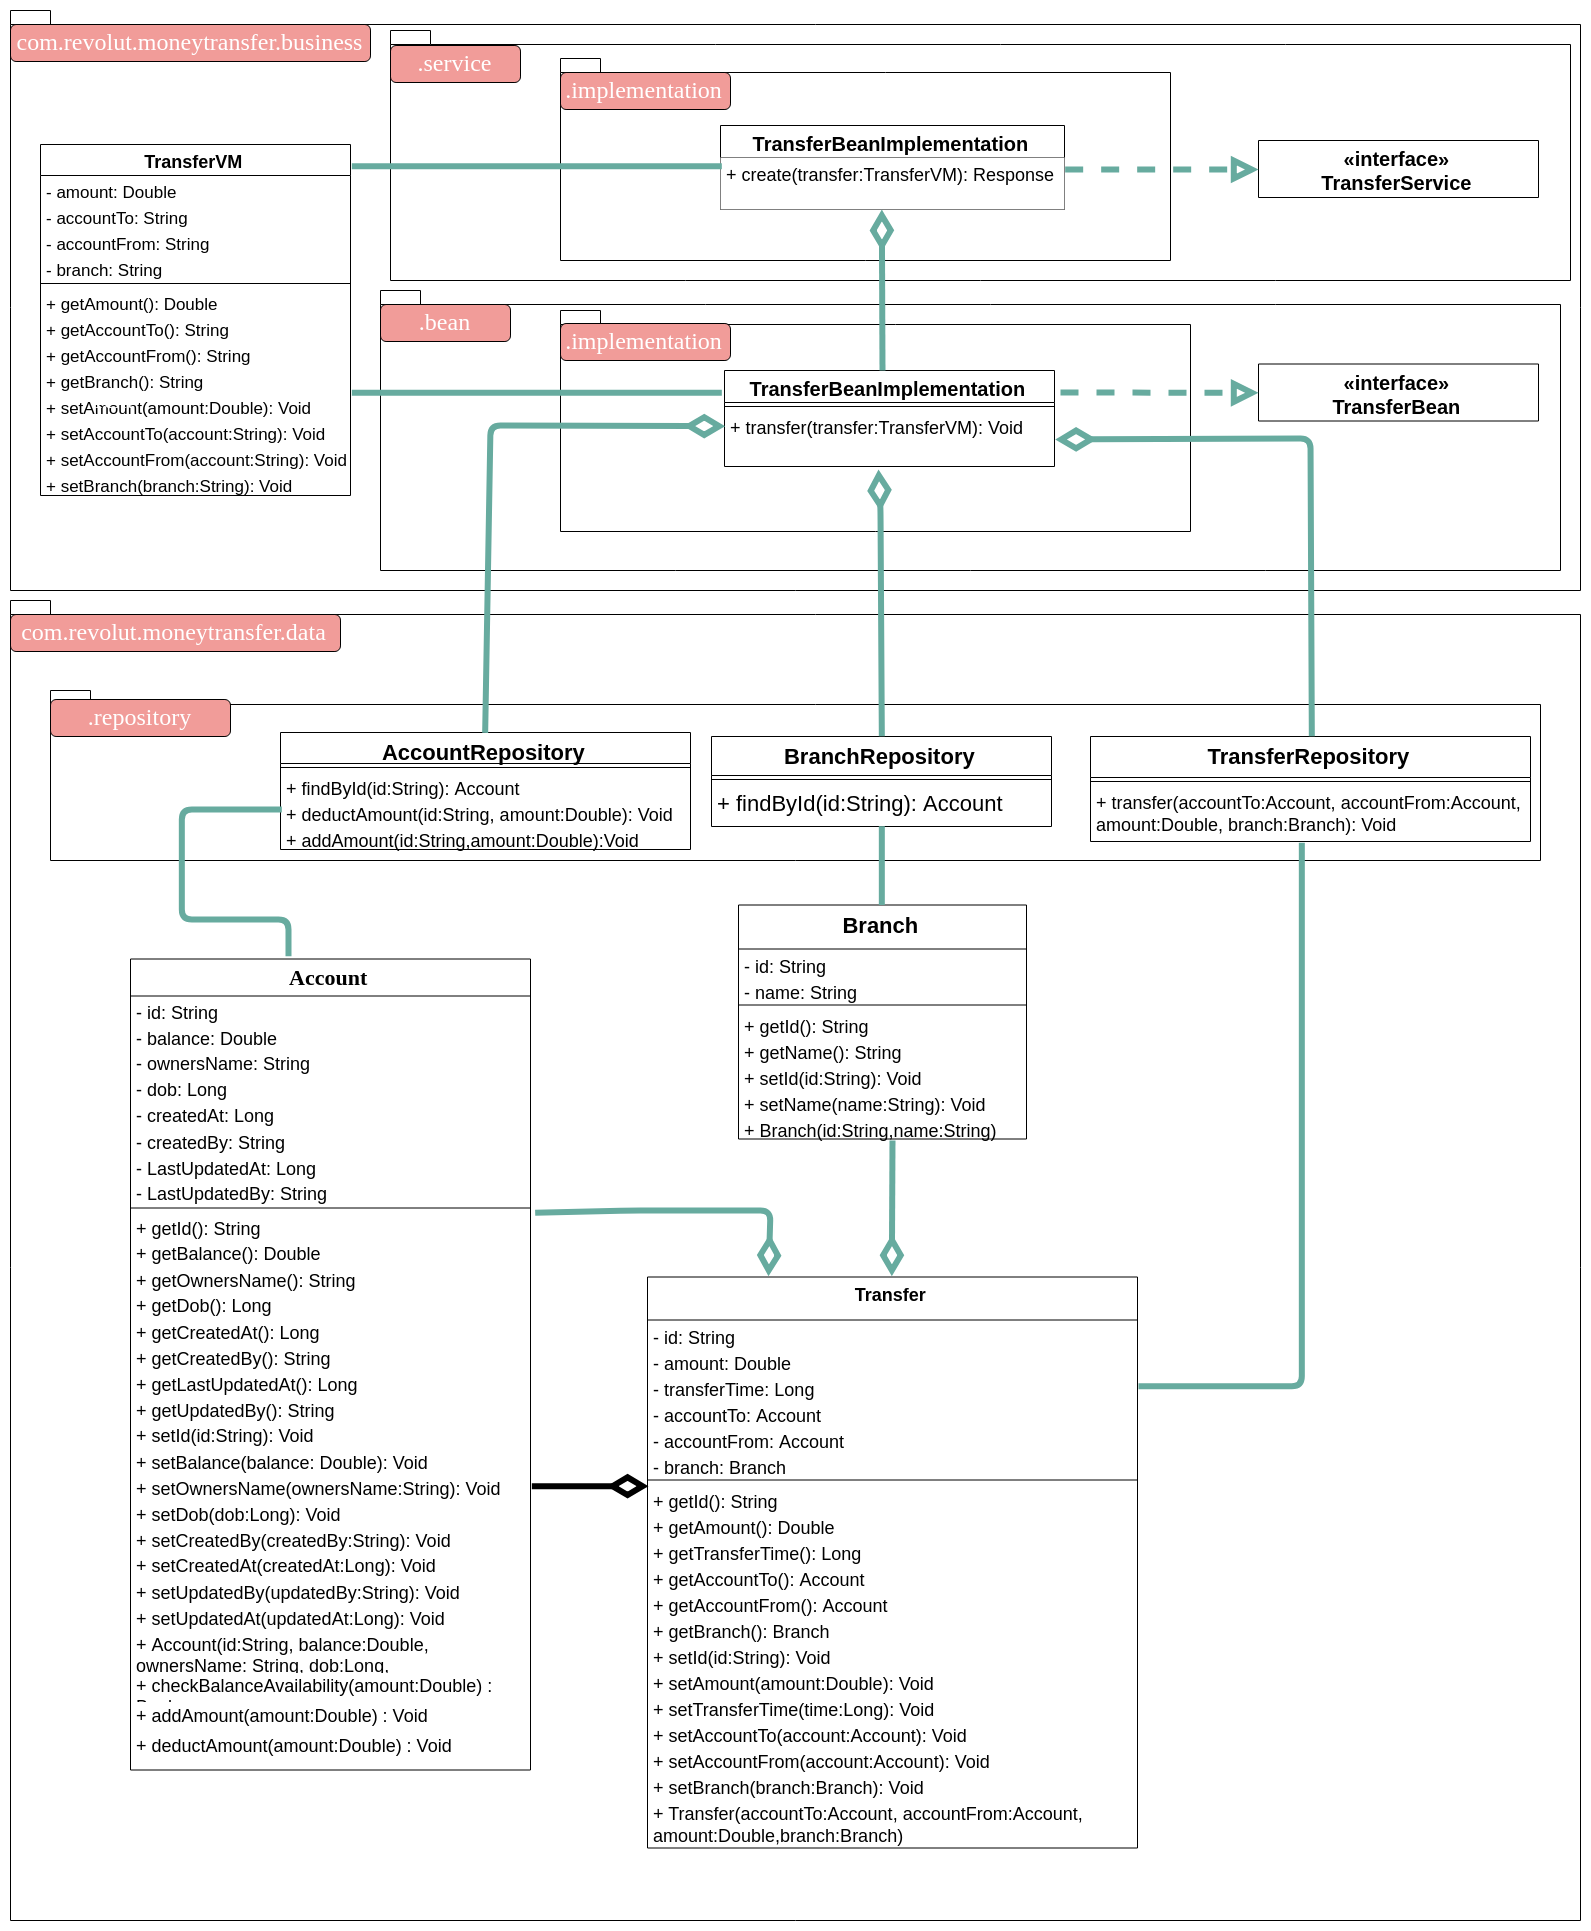 com.revolut.moneytransfer.business
.service
.implementation
TransferBeanImplementation
+ create(transfer:TransferVM): Response
«interface»
TransferService
TransferVM
- amount: Double
- accountTo: String
- accountFrom: String
- branch: String
+ getAmount(): Double
+ getAccountTo(): String
+ getAccountFrom(): String
+ getBranch(): String
+ setAmount(amount:Double): Void
+ setAccountTo(account:String): Void
+ setAccountFrom(account:String): Void
+ setBranch(branch:String): Void
.bean
.implementation
TransferBeanImplementation
+ transfer(transfer:TransferVM): Void
«interface»
TransferBean
com.revolut.moneytransfer.data
.repository
AccountRepository
+ findById(id:String): Account
+ deductAmount(id:String, amount:Double): Void
+ addAmount(id:String,amount:Double):Void
BranchRepository
+ findById(id:String): Account
TransferRepository
+ transfer(accountTo:Account, accountFrom:Account,
amount:Double, branch:Branch): Void
Branch
- id: String
- name: String
+ getId(): String
+ getName(): String
+ setId(id:String): Void
+ setName(name:String): Void
+ Branch(id:String,name:String)
Account
- id: String
- balance: Double
- ownersName: String
- dob: Long
- createdAt: Long
- createdBy: String
- LastUpdatedAt: Long
- LastUpdatedBy: String
+ getId(): String
+ getBalance(): Double
+ getOwnersName(): String
+ getDob(): Long
+ getCreatedAt(): Long
+ getCreatedBy(): String
+ getLastUpdatedAt(): Long
+ getUpdatedBy(): String
+ setId(id:String): Void
+ setBalance(balance: Double): Void
+ setOwnersName(ownersName:String): Void
+ setDob(dob:Long): Void
+ setCreatedBy(createdBy:String): Void
+ setCreatedAt(createdAt:Long): Void
+ setUpdatedBy(updatedBy:String): Void
+ setUpdatedAt(updatedAt:Long): Void
+ Account(id:String, balance:Double,
ownersName: String, dob:Long,
+ checkBalanceAvailability(amount:Double) :
+ addAmount(amount:Double) : Void
+ deductAmount(amount:Double) : Void
Transfer
- id: String
- amount: Double
- transferTime: Long
- accountTo: Account
- accountFrom: Account
- branch: Branch
+ getId(): String
+ getAmount(): Double
+ getTransferTime(): Long
+ getAccountTo(): Account
+ getAccountFrom(): Account
+ getBranch(): Branch
+ setId(id:String): Void
+ setAmount(amount:Double): Void
+ setTransferTime(time:Long): Void
+ setAccountTo(account:Account): Void
+ setAccountFrom(account:Account): Void
+ setBranch(branch:Branch): Void
+ Transfer(accountTo:Account, accountFrom:Account,
amount:Double,branch:Branch)